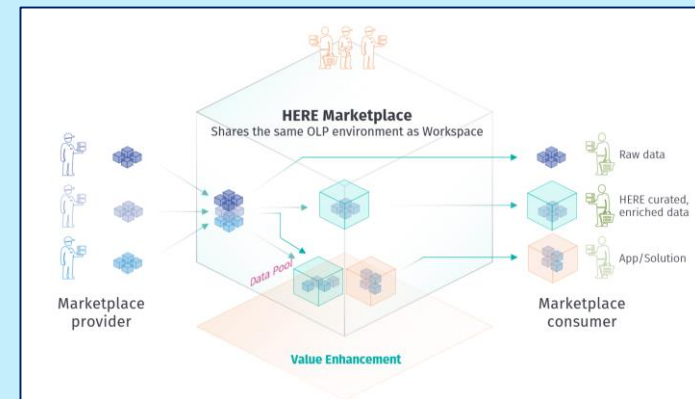 HERE Marketplace
Shares the same OLP environment as Workspace
Raw data
HERE curated,
enriched data
App/Solution
Data Pool
Marketplace
provider
Marketplace
consumer
Value Enhancement